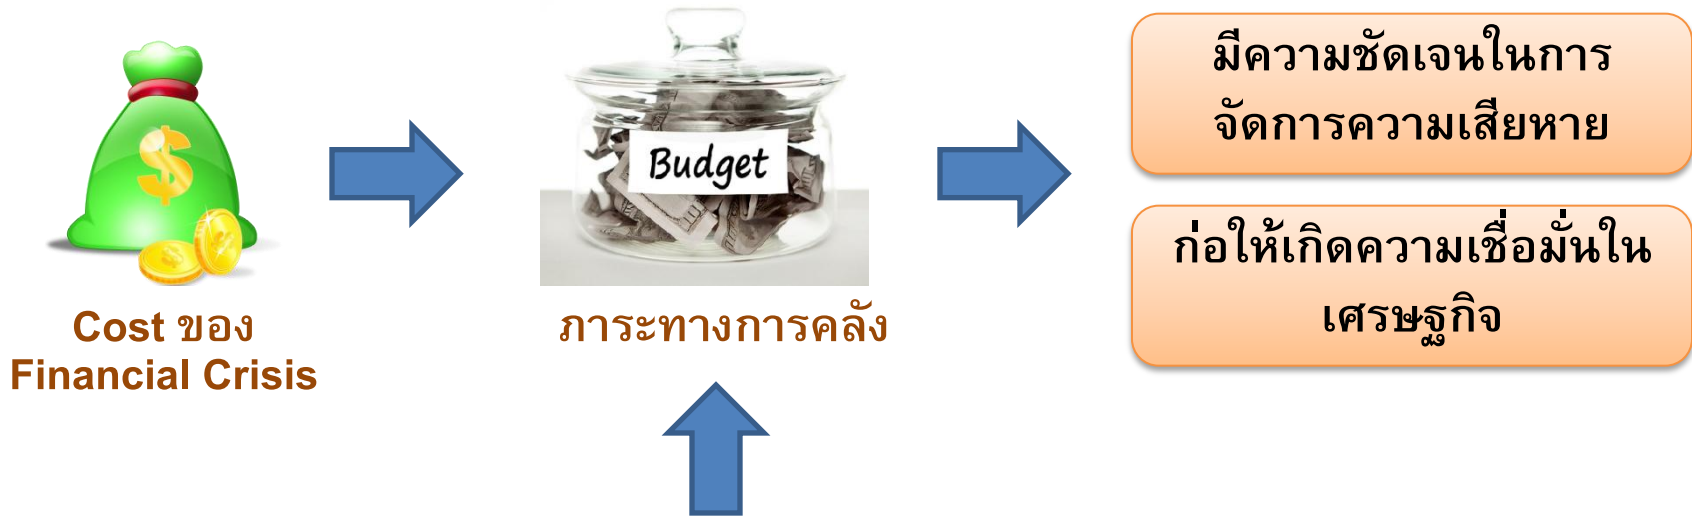 Cost ของ
Financial Crisis
Budget
ภาระทางการคลัง
มีความชัดเจนในการ
จัดการความเสียหาย
ก่อให้เกิดความเชื่อมั่นใน
เศรษฐกิจ